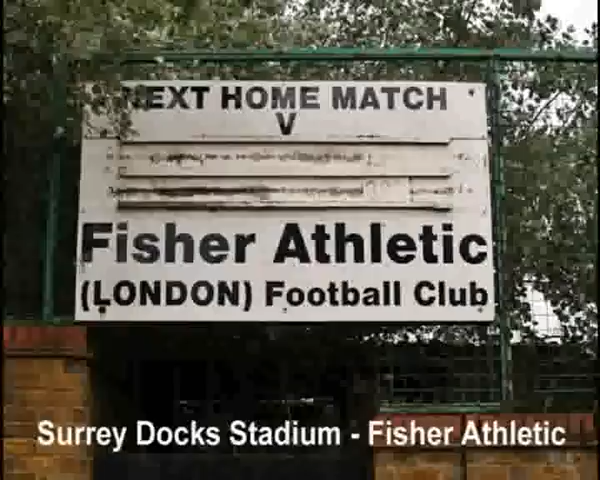 NEXT HOME MATCH
V
Fisher Athletic
(LONDON) Football Club
Surrey Docks Stadium - Fisher Athletic